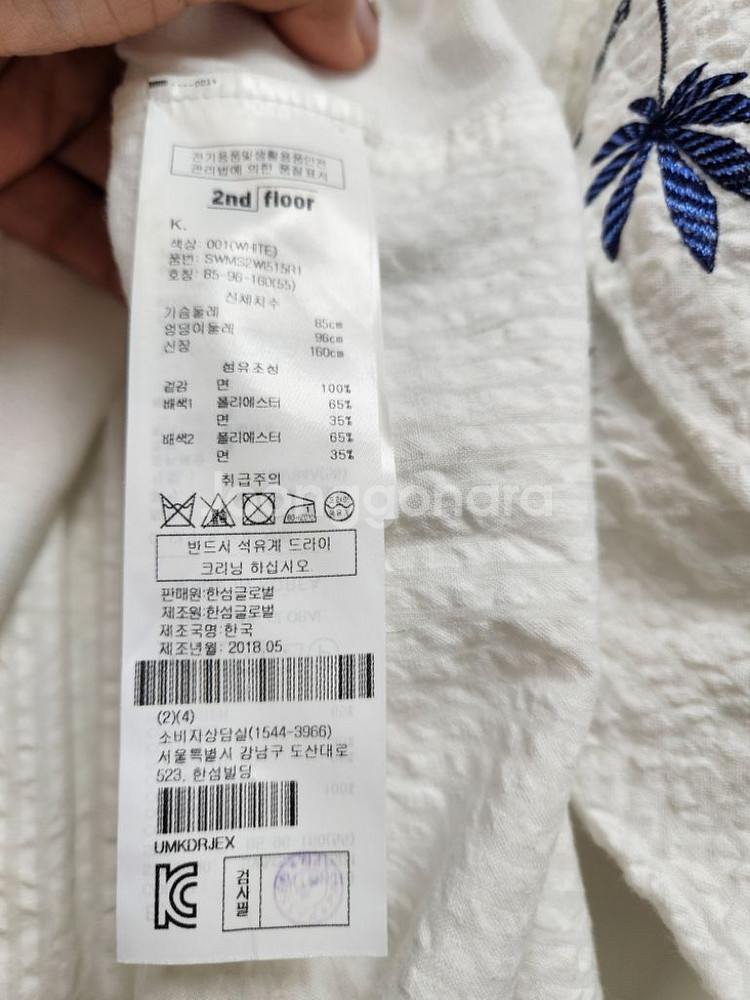 전기용품및생활용품안전
관리법에 의한 품질표시
2nd floor
K.
색상: 001(WHITE)
품번: SWMS2WI515R1
호칭: 85-96-160(55)
신체치수
가슴둘레 85cm
엉덩이둘레 96cm
신장 160cm
섬유조성
겉감 면 100%
배색1 폴리에스터 65%
면 35%
배색2 폴리에스터 65%
면 35%
취급주의
반드시 석유계 드라이
크리닝 하십시오.
판매원:한섬글로벌
제조원:한섬글로벌
제조국명:한국
제조년월: 2018.05
(2)(4)
소비자상담실(1544-3966)
서울특별시 강남구 도산대로
523, 한섬빌딩
UMKDRJEX
검사필